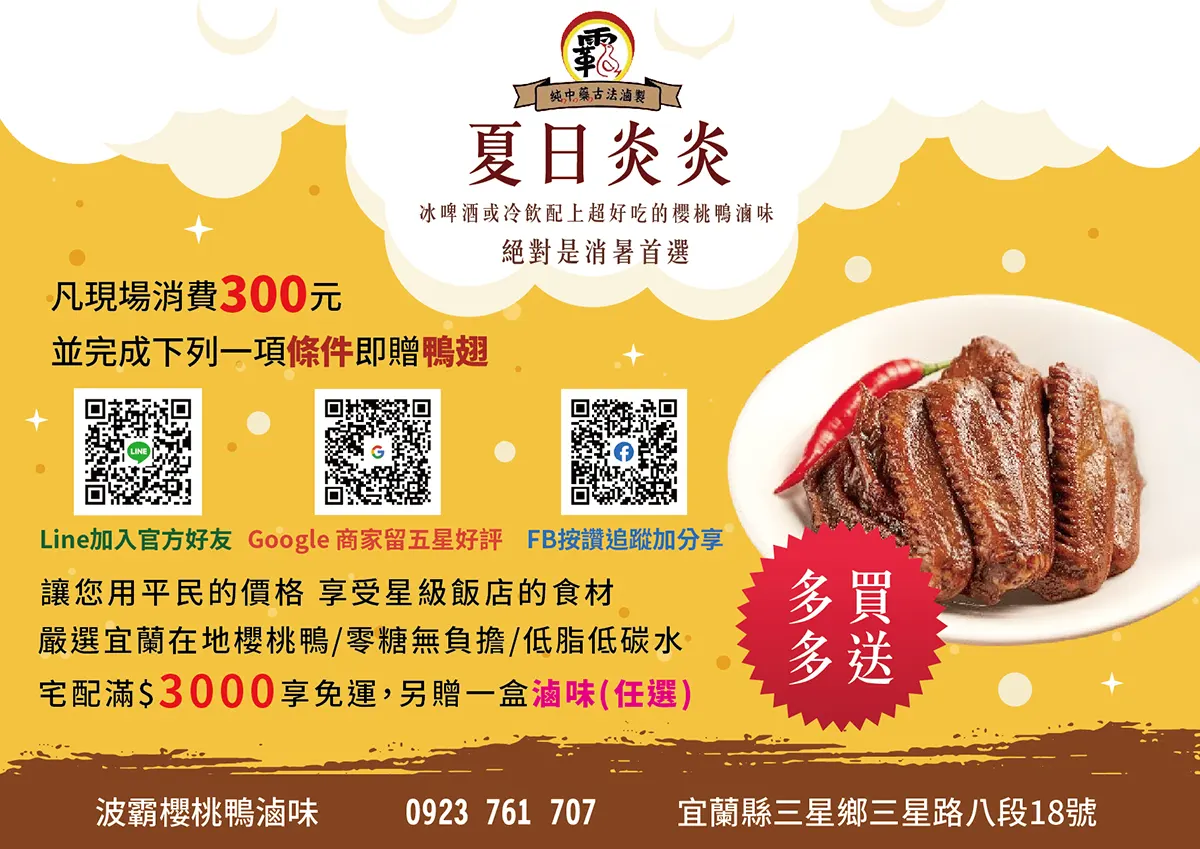 霸
純中藥古法滷製
夏日炎炎
冰啤酒或冷飲配上超好吃的櫻桃鴨滷味
絕對是消暑首選
凡現場消費300元
並完成下列一項條件即贈鴨翅
LINE
G
f
Line加入官方好友 Google 商家留五星好評 FB按讚追蹤加分享
讓您用平民的價格 享受星級飯店的食材
嚴選宜蘭在地櫻桃鴨/零糖無負擔/低脂低碳水
宅配滿$3000享免運,另贈一盒滷味(任選)
買送
多多
波霸櫻桃鴨滷味 0923 761 707 宜蘭縣三星鄉三星路八段18號